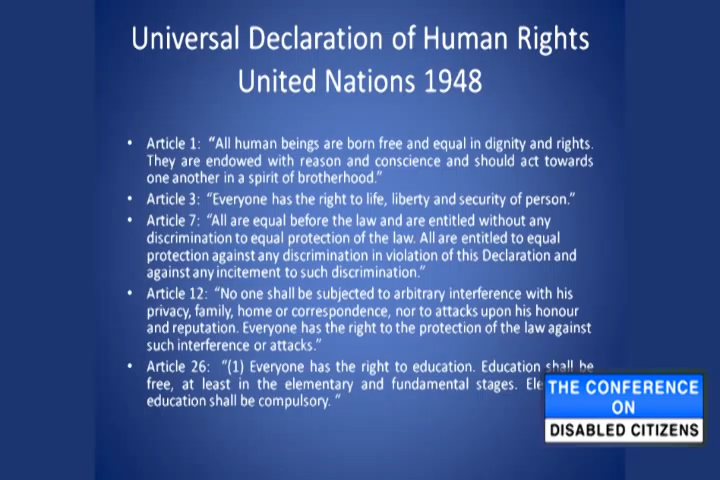 Universal Declaration of Human Rights
United Nations 1948
• Article 1: “All human beings are born free and equal in dignity and rights.
They are endowed with reason and conscience and should act towards
one another in a spirit of brotherhood.”
• Article 3: “Everyone has the right to life, liberty and security of person.”
• Article 7: “All are equal before the law and are entitled without any
discrimination to equal protection of the law. All are entitled to equal
protection against any discrimination in violation of this Declaration and
against any incitement to such discrimination.”
• Article 12: “No one shall be subjected to arbitrary interference with his
privacy, family, home or correspondence, nor to attacks upon his honour
and reputation. Everyone has the right to the protection of the law against
such interference or attacks.”
• Article 26: “(1) Everyone has the right to education. Education shall be
free, at least in the elementary and fundamental stages.
education shall be compulsory. ”
THE CONFERENCE
ON
DISABLED CITIZENS